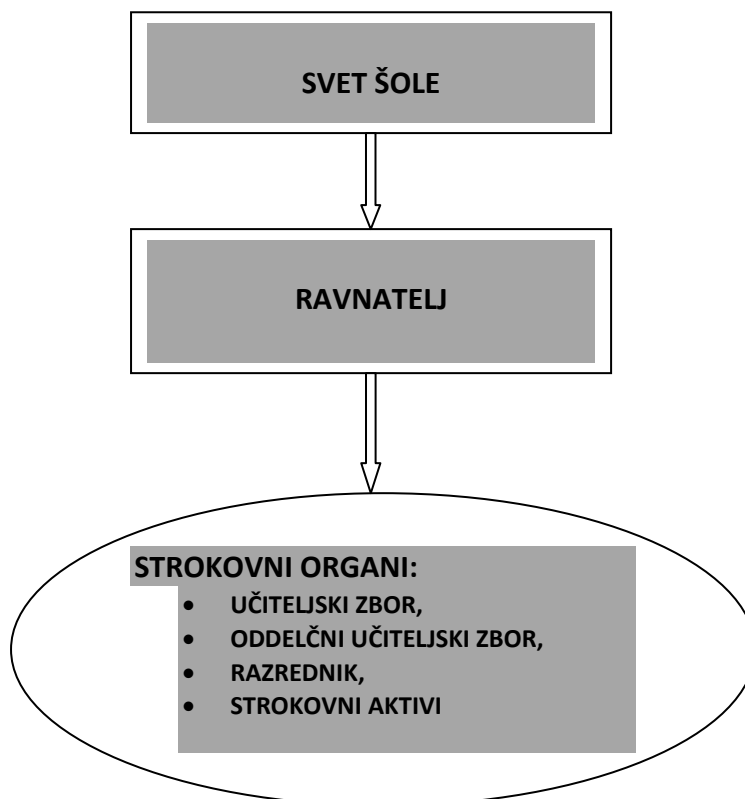 SVET ŠOLE
RAVNATELJ
STROKOVNI ORGANI:
• UČITELJSKI ZBOR,
• ODDELČNI UČITELJSKI ZBOR,
• RAZREDNIK,
• STROKOVNI AKTIVI